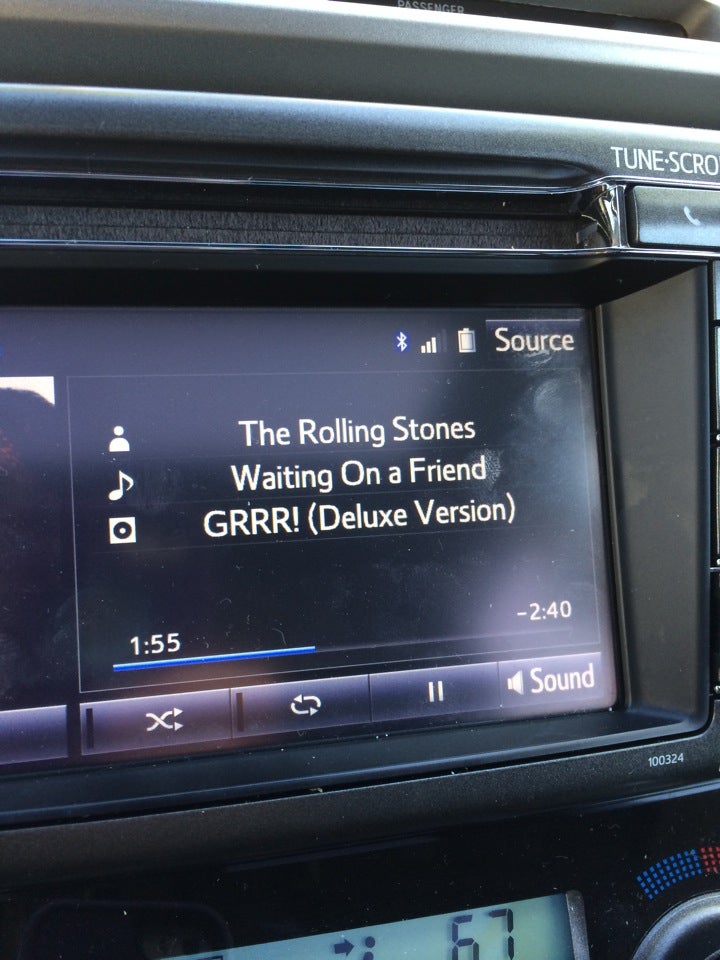 PASSENGER
TUNE·SCRO
Source
The Rolling Stones
Waiting On a Friend
GRRR! (Deluxe Version)
1:55
-2:40
Sound
100324
67